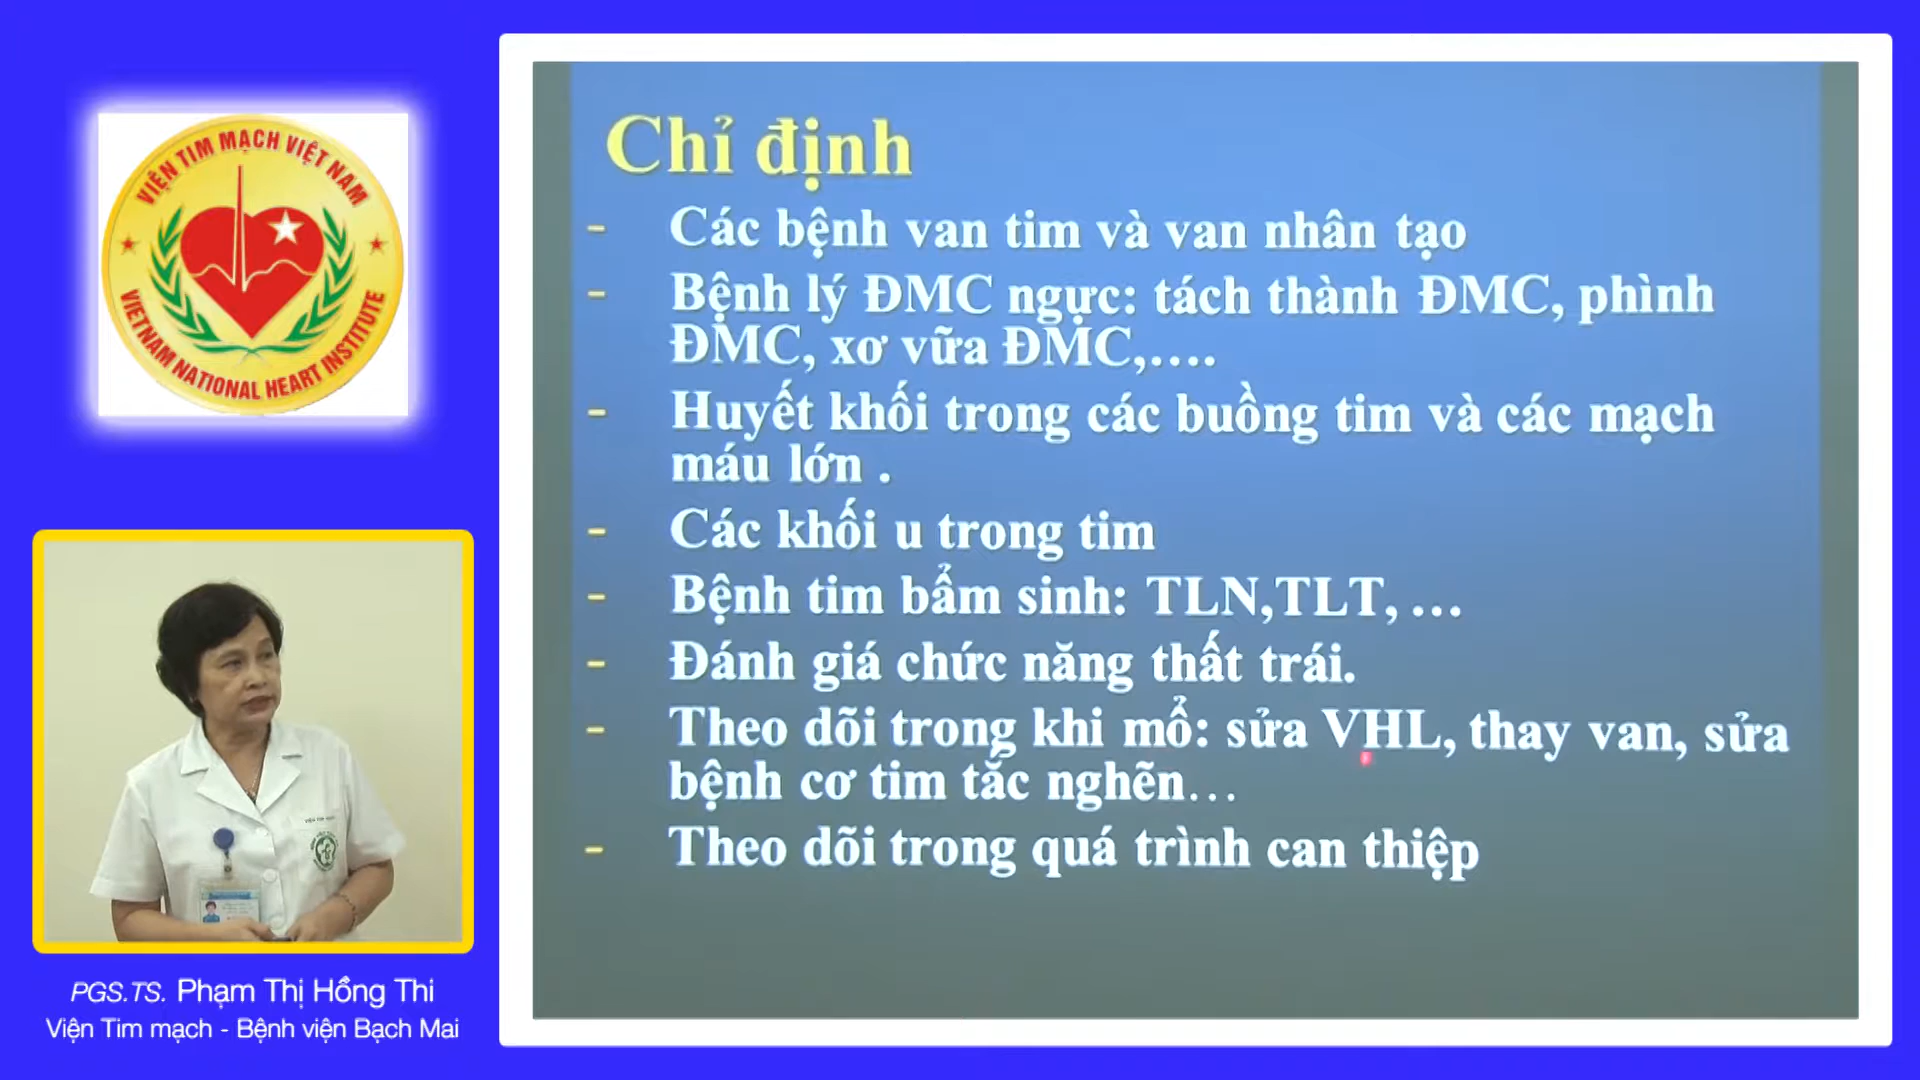 VIỆN TIM MẠCH VIỆT NAM
VIETNAM NATIONAL HEART INSTITUTE
Chỉ định
- Các bệnh van tim và van nhân tạo
- Bệnh lý ĐMC ngực: tách thành ĐMC, phình
ĐMC, xơ vữa ĐMC,....
- Huyết khối trong các buồng tim và các mạch
máu lớn .
- Các khối u trong tim
- Bệnh tim bẩm sinh: TLN,TLT, ...
- Đánh giá chức năng thất trái.
- Theo dõi trong khi mổ: sửa VHL, thay van, sửa
bệnh cơ tim tắc nghẽn...
- Theo dõi trong quá trình can thiệp
PGS.TS. Phạm Thị Hồng Thi
Viện Tim mạch - Bệnh viện Bạch Mai